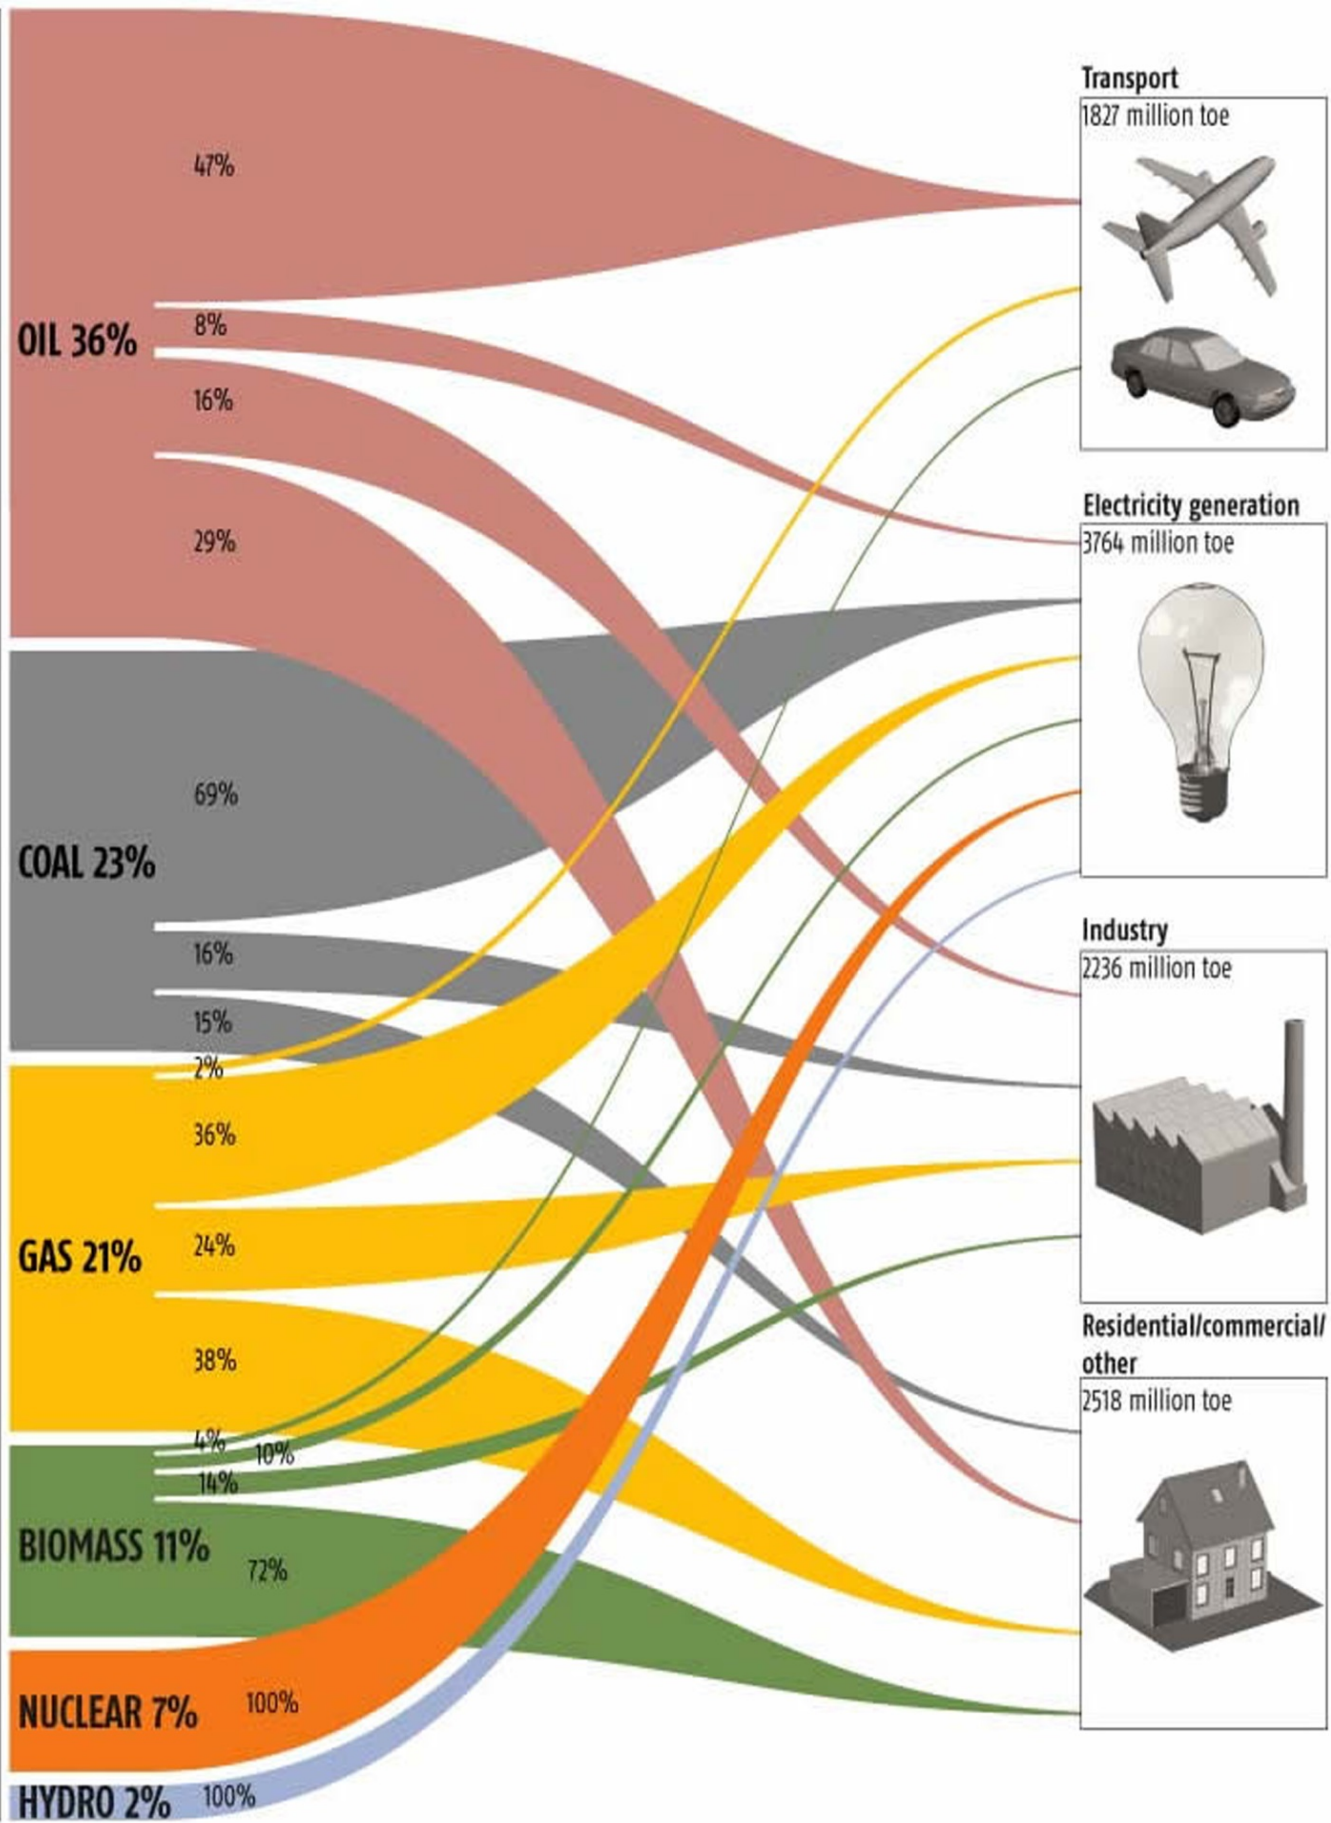 47%
OIL 36%
8%
16%
29%
69%
COAL 23%
16%
15%
2%
36%
GAS 21%
24%
38%
4%
10%
14%
BIOMASS 11%
72%
NUCLEAR 7%
100%
HYDRO 2%
100%
Transport
1827 million toe
Electricity generation
3764 million toe
Industry
2236 million toe
Residential/commercial/
other
2518 million toe